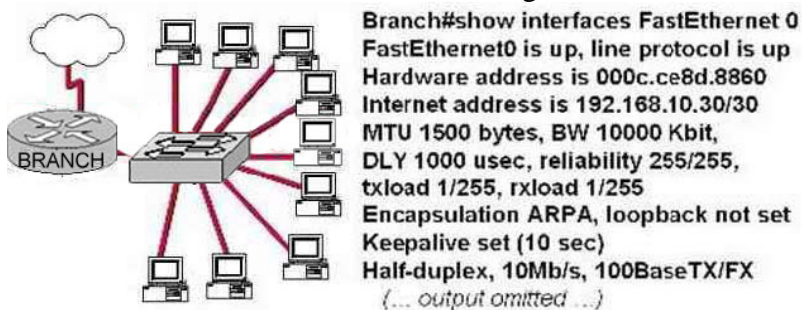 Branch#show interfaces FastEthernet 0
FastEthernet0 is up, line protocol is up
Hardware address is 000c.ce8d.8860
Internet address is 192.168.10.30/30
MTU 1500 bytes, BW 10000 Kbit,
DLY 1000 usec, reliability 255/255,
txload 1/255, rxload 1/255
Encapsulation ARPA, loopback not set
Keepalive set (10 sec)
Half-duplex, 10Mb/s, 100BaseTX/FX
(... output omitted ...)
BRANCH